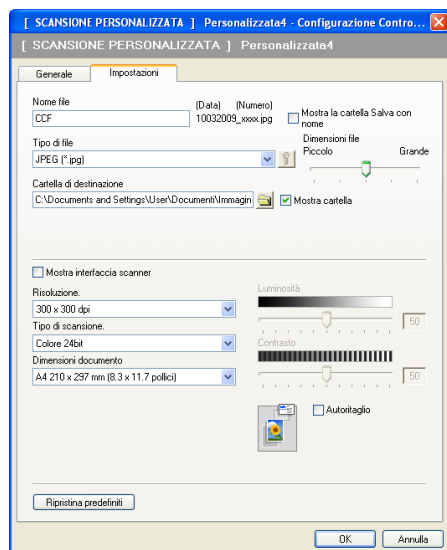 [ SCANSIONE PERSONALIZZATA ] Personalizzata4 - Configurazione Contro...
[ SCANSIONE PERSONALIZZATA ] Personalizzata4
Generale Impostazioni
Nome file
(Data) (Numero)
CCF 10032009_xxxx.jpg
Mostra la cartella Salva con
nome
Tipo di file
Dimensioni file
JPEG (*.jpg)
Piccolo Grande
Cartella di destinazione
C:\Documents and Settings\User\Documenti\Immagin
Mostra cartella
Mostra interfaccia scanner
Risoluzione.
Luminosità
300 x 300 dpi
50
Tipo di scansione.
Colore 24bit
Contrasto
Dimensioni documento
A4 210 x 297 mm (8.3 x 11.7 pollici)
50
Autoritaglio
Ripristina predefiniti
OK Annulla